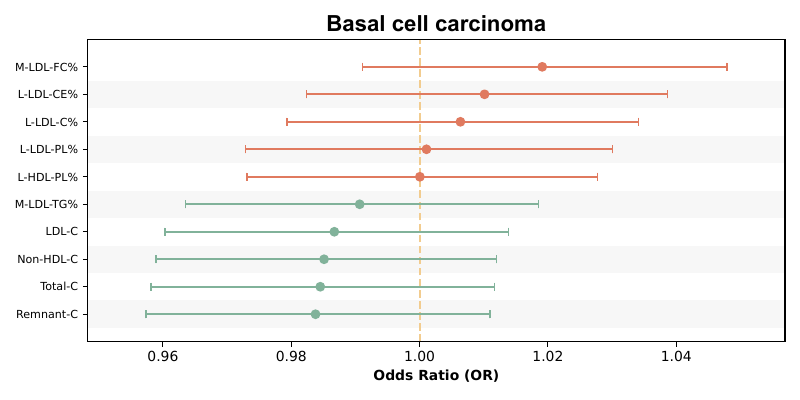 Basal cell carcinoma
M-LDL-FC%
L-LDL-CE%
L-LDL-C%
L-LDL-PL%
L-HDL-PL%
M-LDL-TG%
LDL-C
Non-HDL-C
Total-C
Remnant-C
0.96 0.98 1.00 1.02 1.04
Odds Ratio (OR)